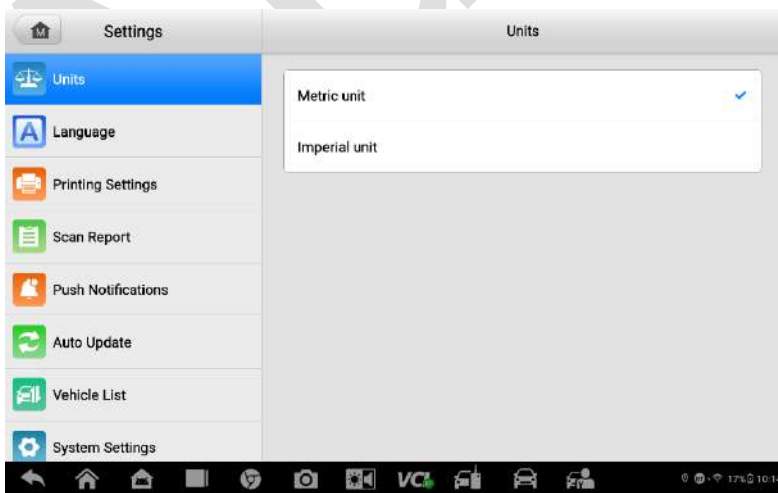 M
Settings
Units
Units
Metric unit
Imperial unit
A
Language
Printing Settings
Scan Report
Push Notifications
Auto Update
Vehicle List
System Settings
VCI
17%